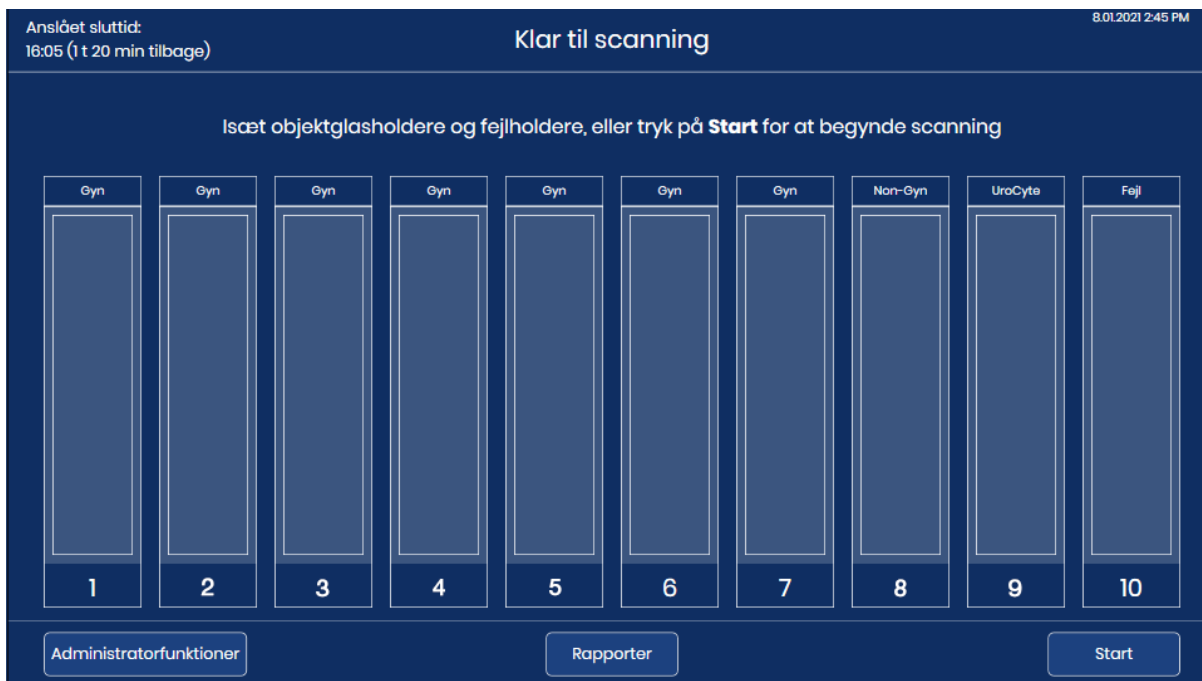 Anslået sluttid:
16:05 (1 t 20 min tilbage)
Klar til scanning
8.01.2021 2:45 PM
Isæt objektglasholdere og fejlholdere, eller tryk på Start for at begynde scanning
Gyn Gyn Gyn Gyn Gyn Gyn Gyn Non-Gyn UroCyte Fejl
1 2 3 4 5 6 7 8 9 10
Administratorfunktioner Rapporter Start